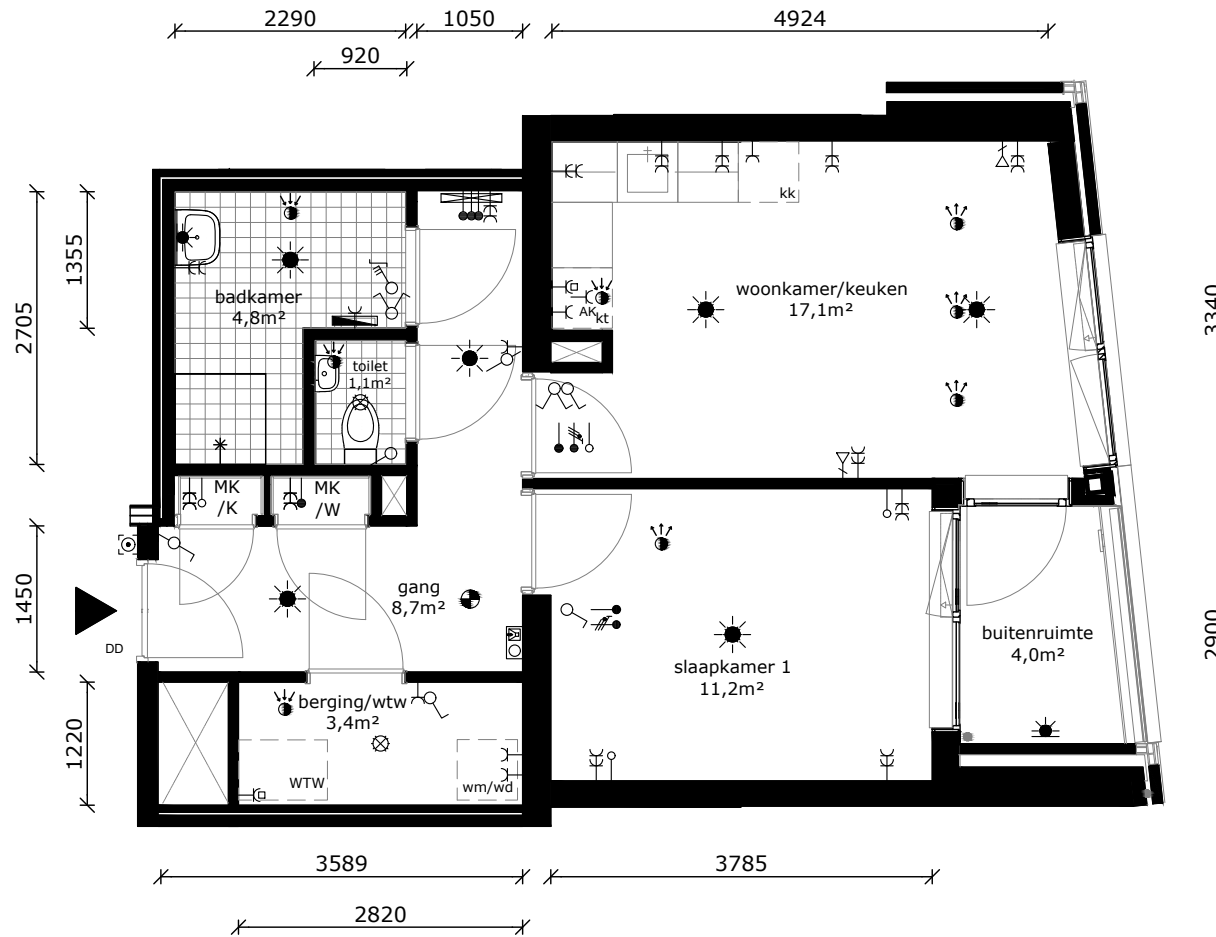 2290
1050
4924
920
1355
2705
badkamer
4,8m²
toilet
1,1m²
kk
woonkamer/keuken
17,1m²
AK
kt
3340
MK
/K
MK
/W
1450
gang
8,7m²
DD
slaapkamer 1
11,2m²
buitenruimte
4,0m²
2900
1220
berging/wtw
3,4m²
WTW
wm/wd
3589
3785
2820